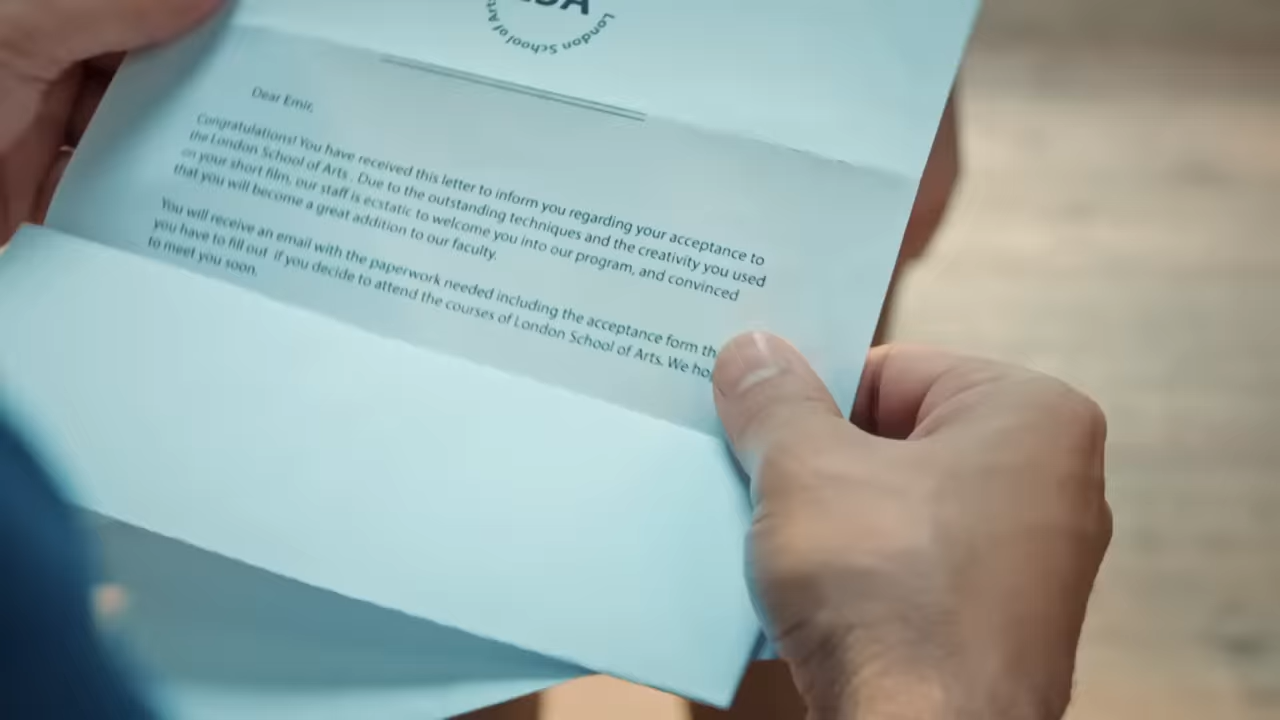 London School of Arts
Dear Emir,
Congratulations! You have received this letter to inform you regarding your acceptance to
the London School of Arts . Due to the outstanding techniques and the creativity you used
on your short film, our staff is ecstatic to welcome you into our program, and convinced
that you will become a great addition to our faculty.
You will receive an email with the paperwork needed including the acceptance form
you have to fill out if you decide to attend the courses of London School of Arts. We
to meet you soon.